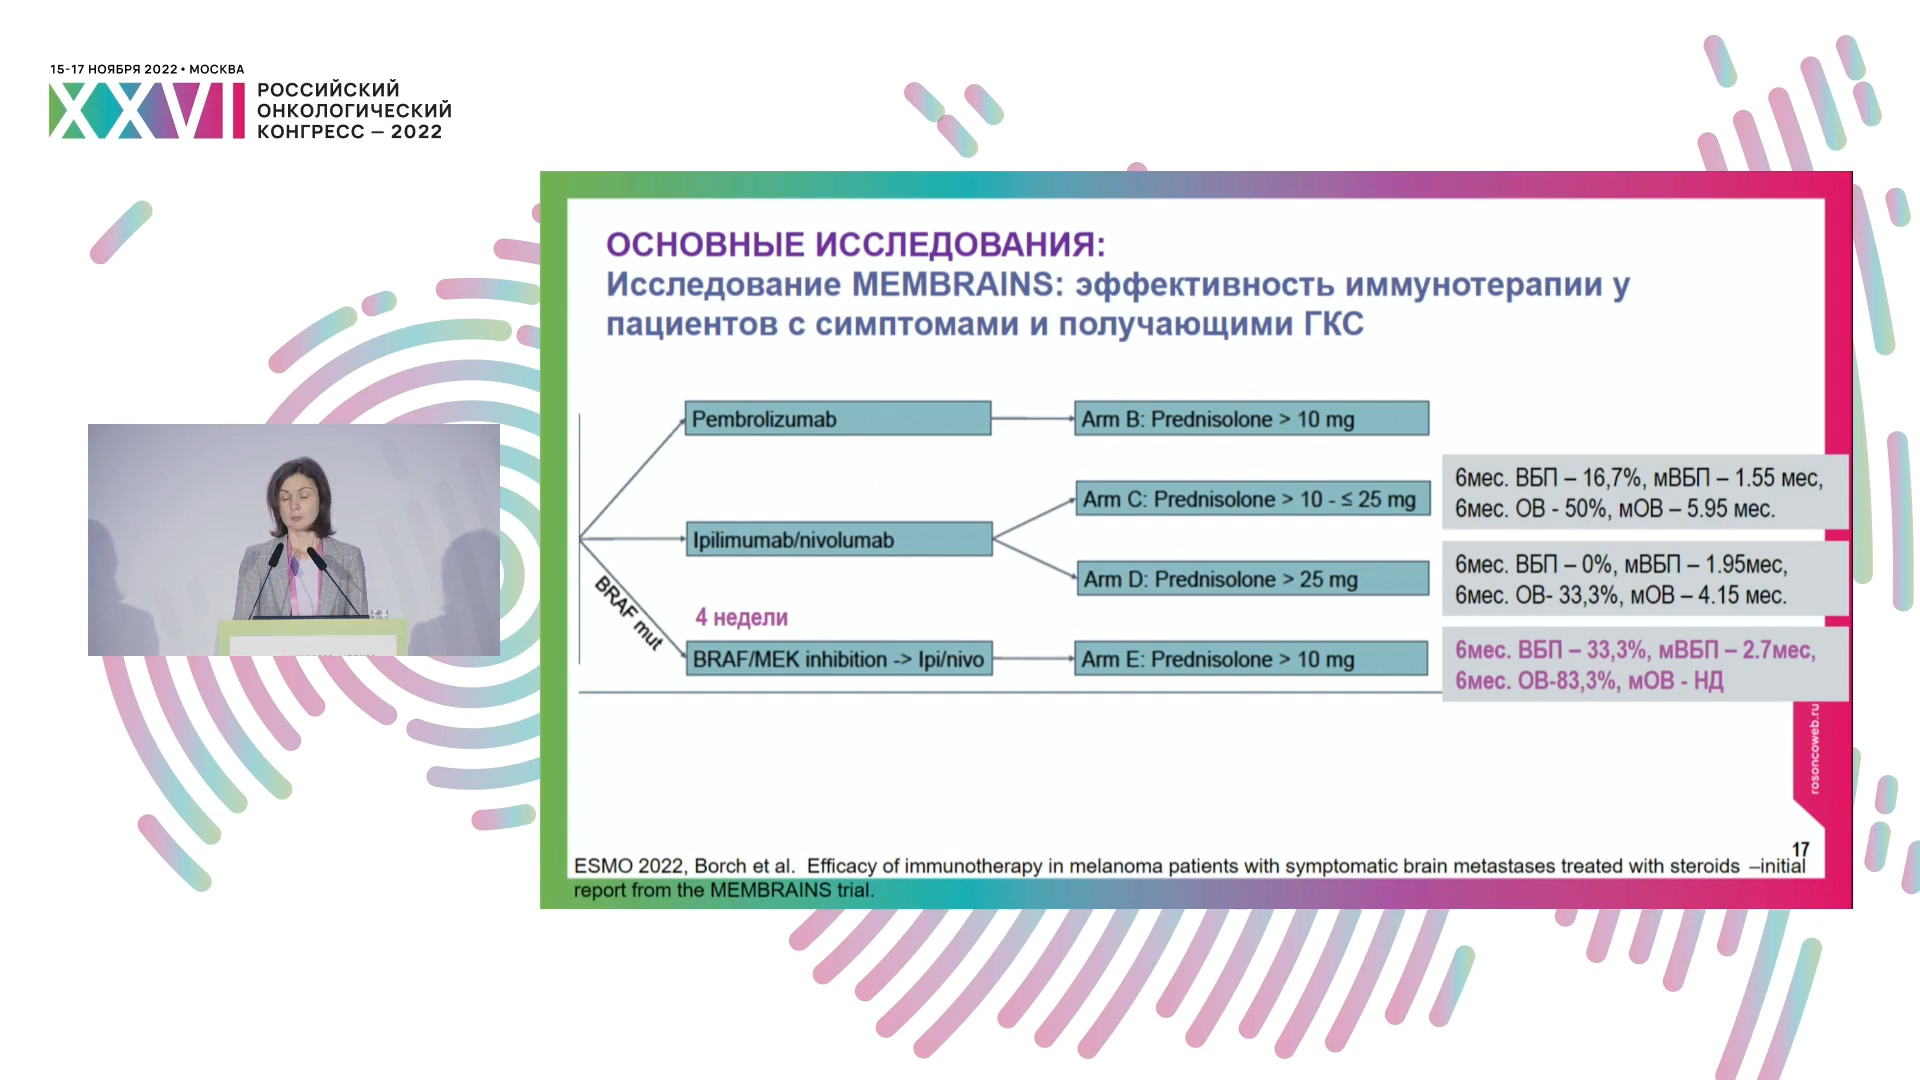 15-17 НОЯБРЯ 2022 • МОСКВА
XXVI
РОССИЙСКИЙ
ОНКОЛОГИЧЕСКИЙ
КОНГРЕСС – 2022
ОСНОВНЫЕ ИССЛЕДОВАНИЯ:
Исследование MEMBRAINS: эффективность иммунотерапии у
пациентов с симптомами и получающими ГКС
Pembrolizumab
Arm B: Prednisolone > 10 mg
Ipilimumab/nivolumab
Arm C: Prednisolone > 10 - ≤ 25 mg
6мес. ВБП – 16,7%, мВБП – 1.55 мес,
6мес. ОВ - 50%, мОВ – 5.95 мес.
Arm D: Prednisolone > 25 mg
6мес. ВБП – 0%, мВБП – 1.95мес,
6мес. ОВ- 33,3%, мОВ – 4.15 мес.
BRAF mut
4 недели
BRAF/MEK inhibition -> Ipi/nivo
Arm E: Prednisolone > 10 mg
6мес. ВБП – 33,3%, мВБП – 2.7мес,
6мес. ОВ-83,3%, мОВ - НД
rosoncoweb.ru
17
ESMO 2022, Borch et al.  Efficacy of immunotherapy in melanoma patients with symptomatic brain metastases treated with steroids –initial
report from the MEMBRAINS trial.